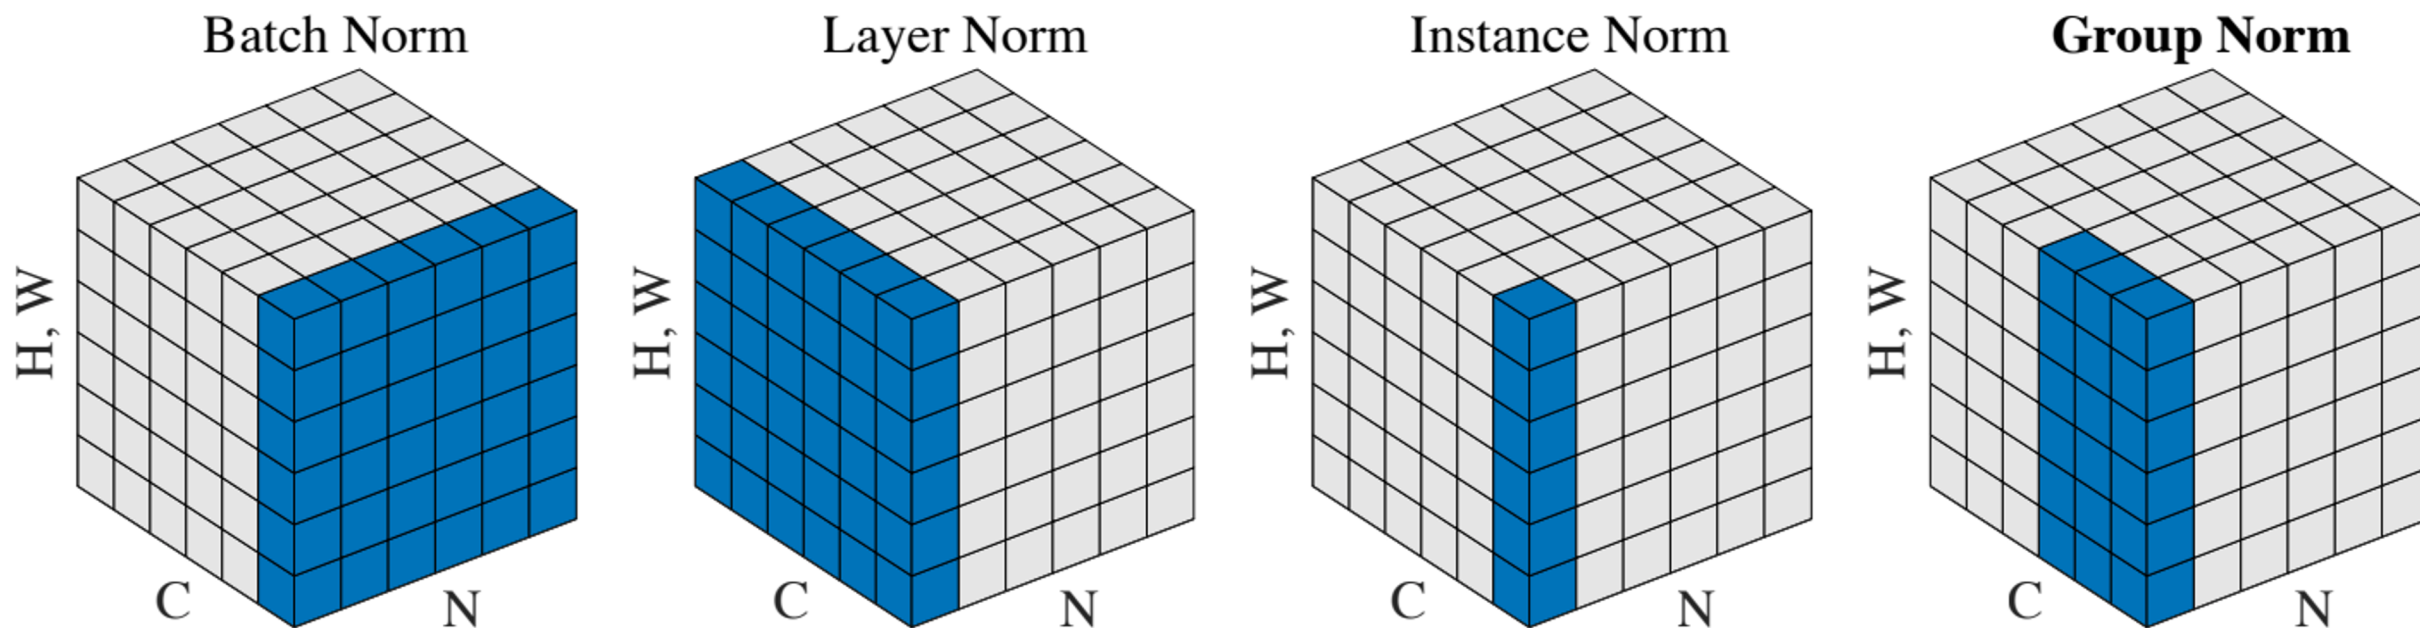 Batch Norm
H, W
C
N
Layer Norm
H, W
C
N
Instance Norm
H, W
C
N
Group Norm
H, W
C
N